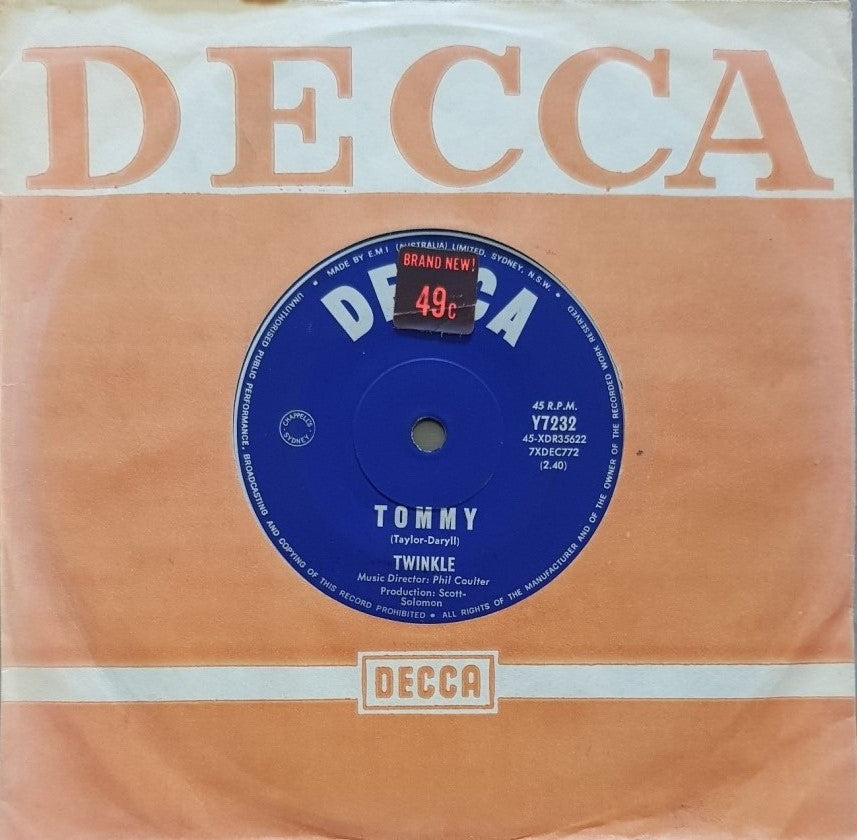 DECCA
MADE BY E.M.I (AUSTRALIA) LIMITED, SYDNEY, N.S.W.
BRAND NEW!
49c
DECCA
45 R.P.M.
Y7232
45-XDR35622
7XDEC772
(2.40)
CHAPPELL'S
SYDNEY
TOMMY
(Taylor-Daryll)
TWINKLE
Music Director: Phil Coulter
Production: Scott-
Solomon
UNAUTHORISED PUBLIC PERFORMANCE, BROADCASTING AND COPYING OF THIS RECORD PROHIBITED • ALL RIGHTS OF THE MANUFACTURER AND OF THE OWNER OF THE RECORDED WORK RESERVED
DECCA